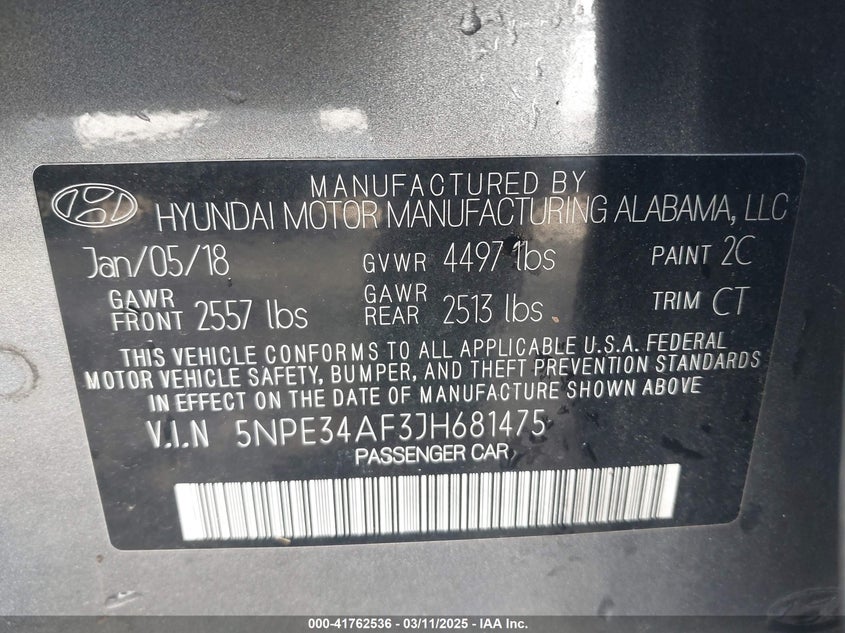 MANUFACTURED BY
HYUNDAI MOTOR MANUFACTURING ALABAMA, LLC
Jan/05/18 GVWR 4497 lbs PAINT 2C
GAWR FRONT 2557 lbs GAWR REAR 2513 lbs TRIM CT
THIS VEHICLE CONFORMS TO ALL APPLICABLE U.S.A. FEDERAL
MOTOR VEHICLE SAFETY, BUMPER, AND THEFT PREVENTION STANDARDS
IN EFFECT ON THE DATE OF MANUFACTURE SHOWN ABOVE
V.I.N 5NPE34AF3JH681475
PASSENGER CAR
000-41762536 - 03/11/2025 - IAA Inc.